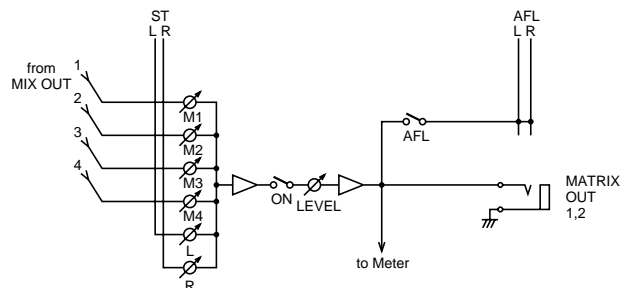 ST
L R
AFL
L R
from
MIX OUT
1
2
3
4
M1
M2
M3
M4
L
R
ON
LEVEL
AFL
to Meter
MATRIX
OUT
1,2